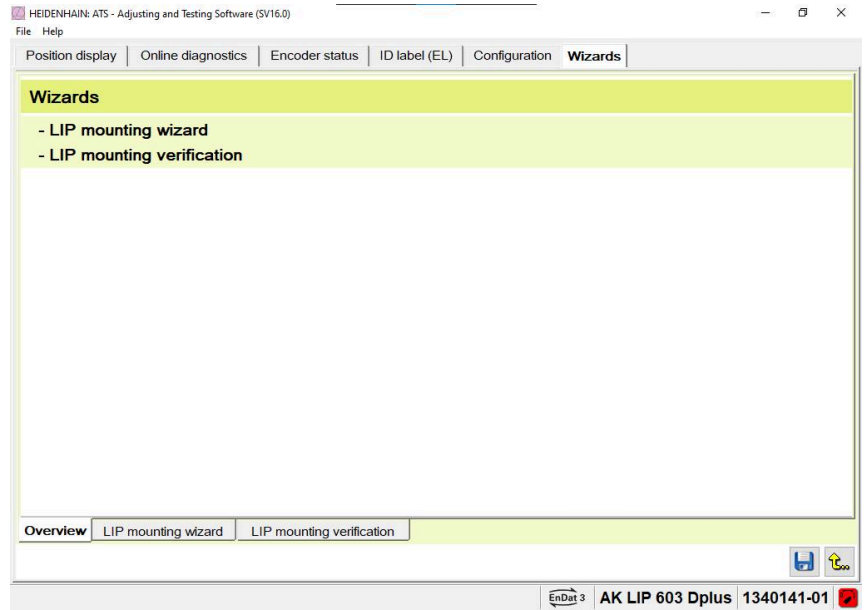 HEIDENHAIN: ATS - Adjusting and Testing Software (SV16.0)
File Help
Position display Online diagnostics Encoder status ID label (EL) Configuration Wizards
Wizards
- LIP mounting wizard
- LIP mounting verification
Overview LIP mounting wizard LIP mounting verification
EnDat 3 AK LIP 603 Dplus 1340141-01